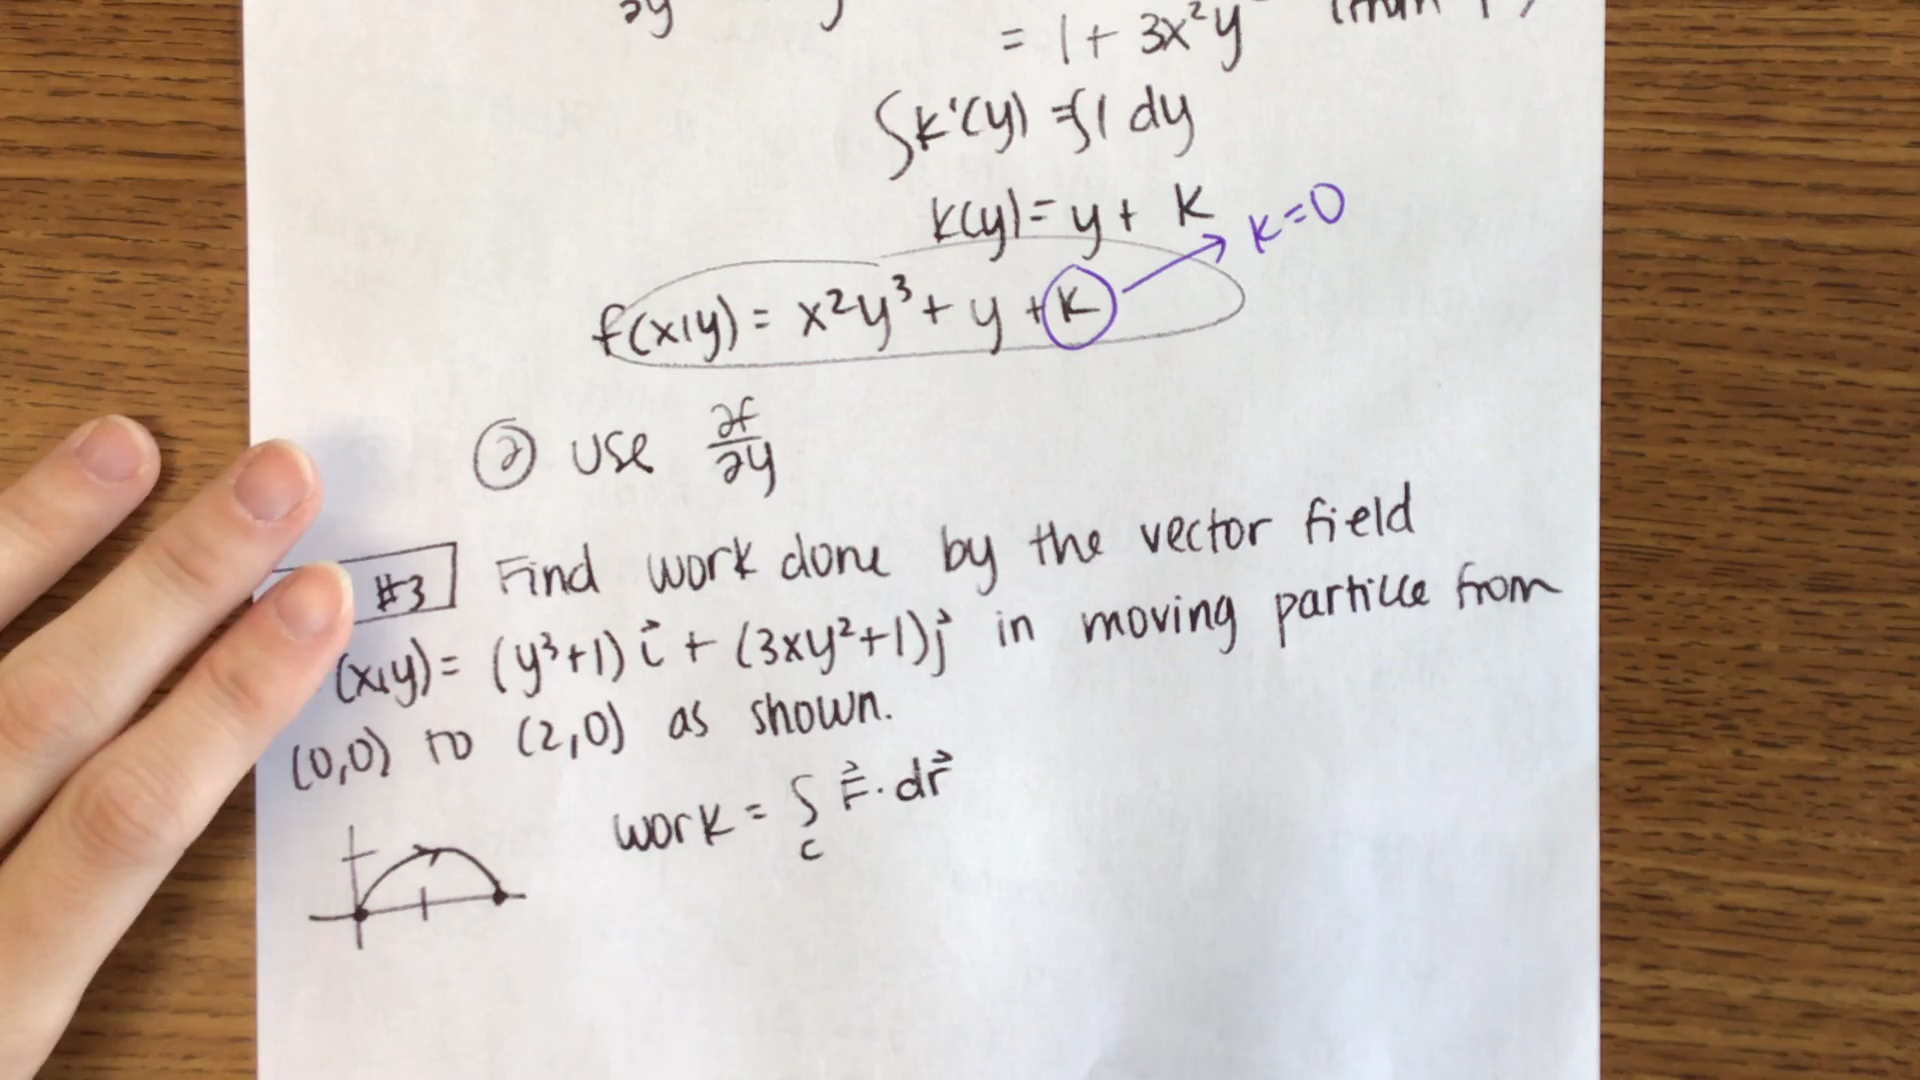 ∂y
= 1 + 3x²y
∫k'(y) = ∫1 dy
k(y) = y + k
k=0
f(x,y) = x²y³ + y + k
② use ∂f/∂y
#3 Find work done by the vector field
(x,y) = (y³+1) i⃗ + (3xy²+1) j⃗ in moving particle from
(0,0) to (2,0) as shown.
work = ∫c F⃗ · dr⃗